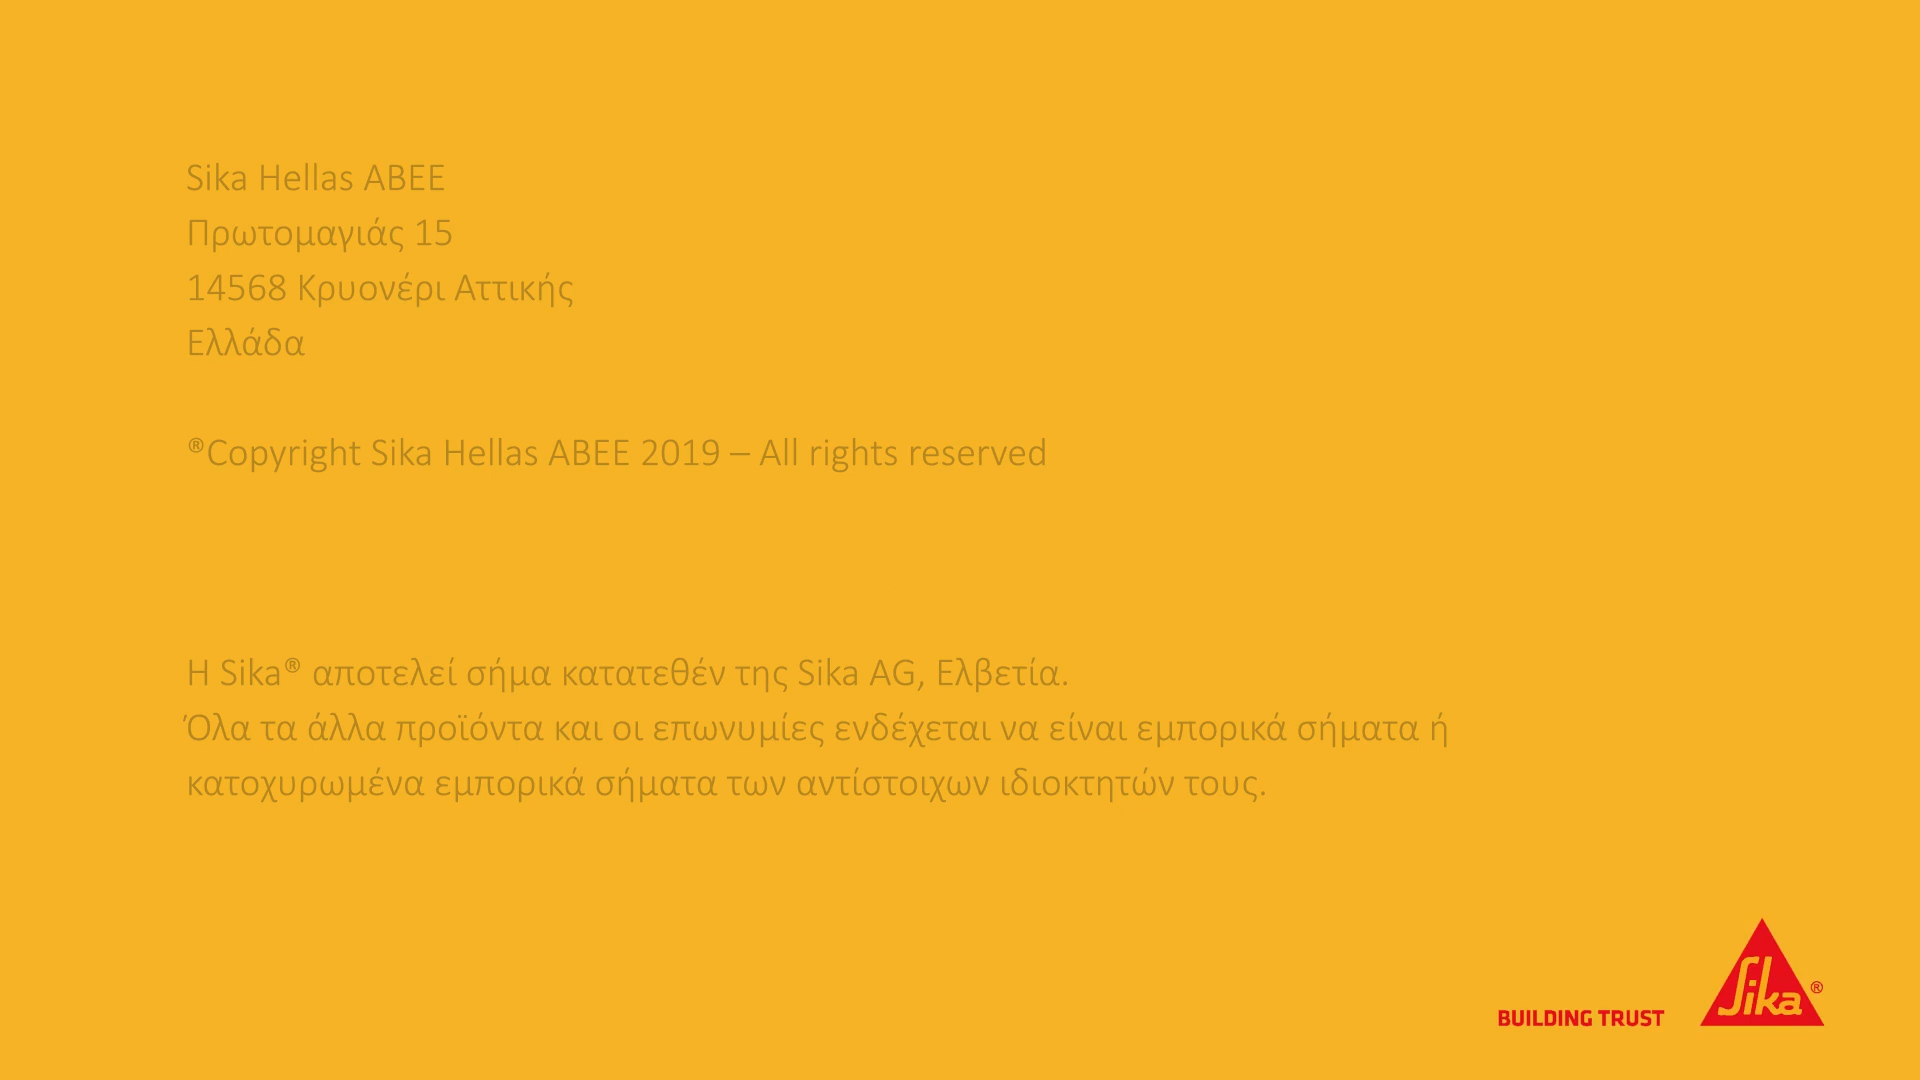 Sika Hellas ABEE
Πρωτομαγιάς 15
14568 Κρυονέρι Αττικής
Ελλάδα
®Copyright Sika Hellas ABEE 2019 – All rights reserved
Η Sika® αποτελεί σήμα κατατεθέν της Sika AG, Ελβετία.
Όλα τα άλλα προϊόντα και οι επωνυμίες ενδέχεται να είναι εμπορικά σήματα ή
κατοχυρωμένα εμπορικά σήματα των αντίστοιχων ιδιοκτητών τους.
BUILDING TRUST
Sika®